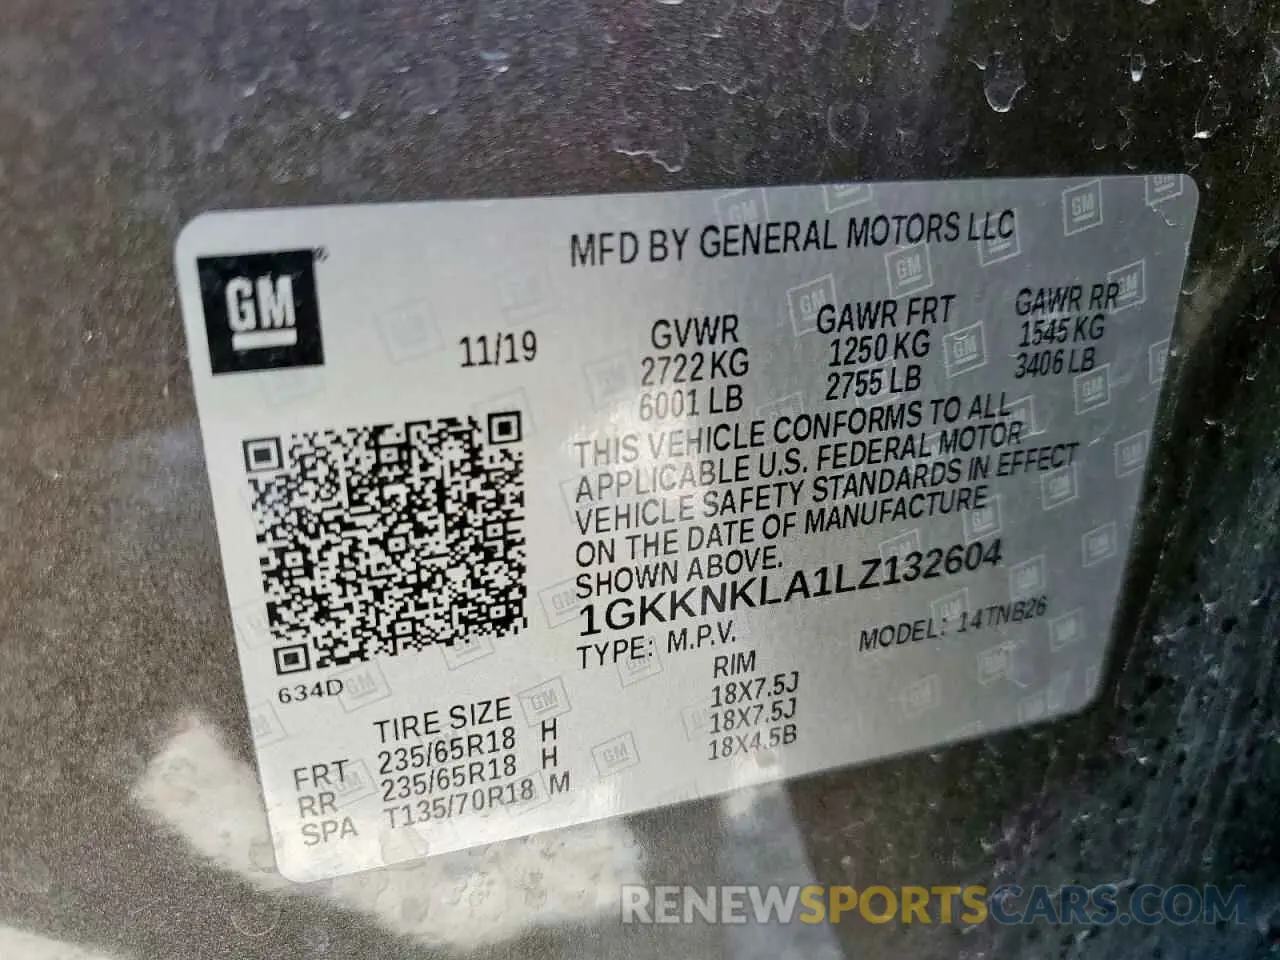 MFD BY GENERAL MOTORS LLC
GM
11/19
GVWR GAWR FRT GAWR RR
2722 KG 1250 KG 1545 KG
6001 LB 2755 LB 3406 LB
THIS VEHICLE CONFORMS TO ALL
APPLICABLE U.S. FEDERAL MOTOR
VEHICLE SAFETY STANDARDS IN EFFECT
ON THE DATE OF MANUFACTURE
SHOWN ABOVE.
1GKKNKLA1LZ132604
TYPE: M.P.V. MODEL: 14TNB26
634D
TIRE SIZE RIM
FRT 235/65R18 H 18X7.5J
RR 235/65R18 H 18X7.5J
SPA T135/70R18 M 18X4.5B
RENEWSPORTSCARS.COM